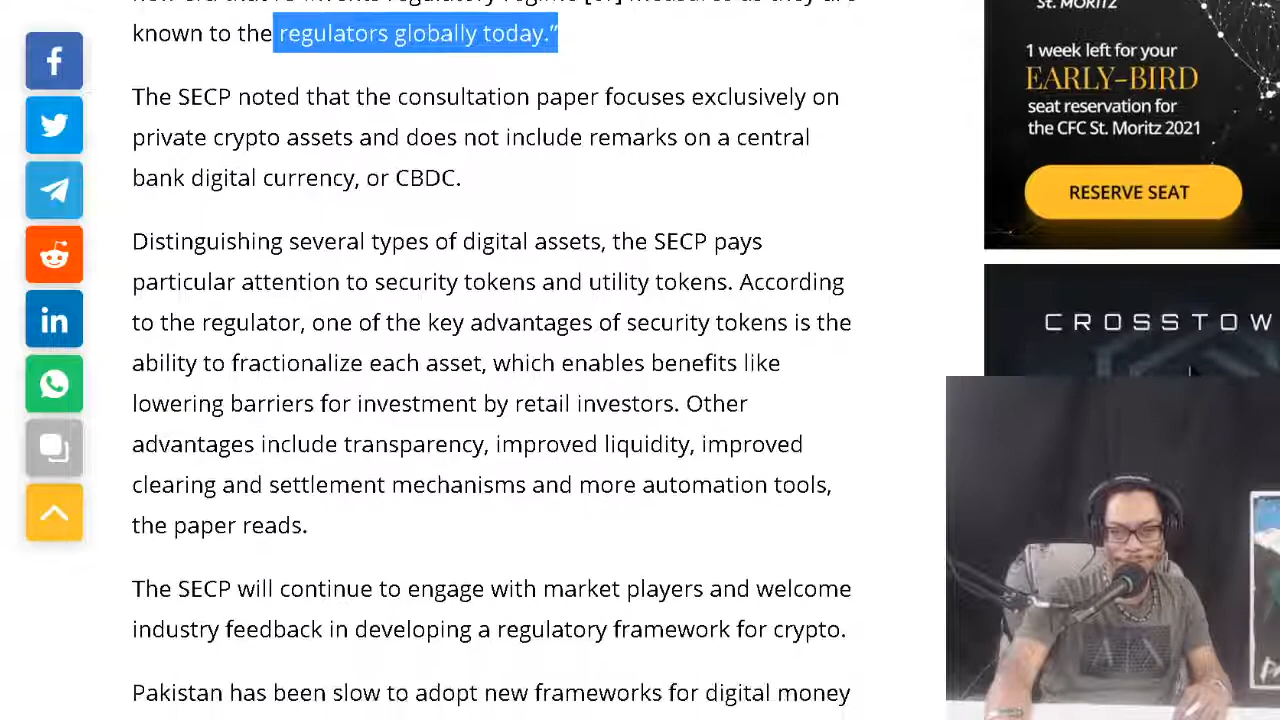 known to the regulators globally today.”
The SECP noted that the consultation paper focuses exclusively on
private crypto assets and does not include remarks on a central
bank digital currency, or CBDC.
Distinguishing several types of digital assets, the SECP pays
particular attention to security tokens and utility tokens. According
to the regulator, one of the key advantages of security tokens is the
ability to fractionalize each asset, which enables benefits like
lowering barriers for investment by retail investors. Other
advantages include transparency, improved liquidity, improved
clearing and settlement mechanisms and more automation tools,
the paper reads.
The SECP will continue to engage with market players and welcome
industry feedback in developing a regulatory framework for crypto.
Pakistan has been slow to adopt new frameworks for digital money
St. MORITZ
1 week left for your
EARLY-BIRD
seat reservation for
the CFC St. Moritz 2021
RESERVE SEAT
CROSSTOW